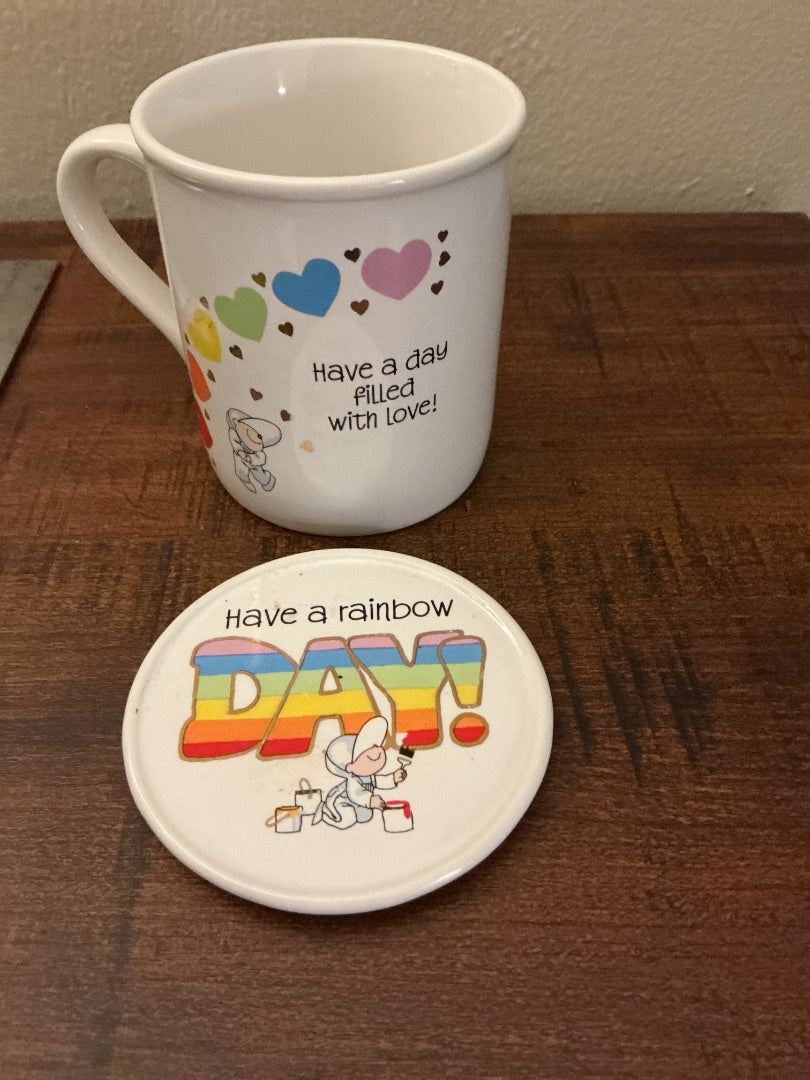 Have a day
filled
with love!
Have a rainbow
DAY!